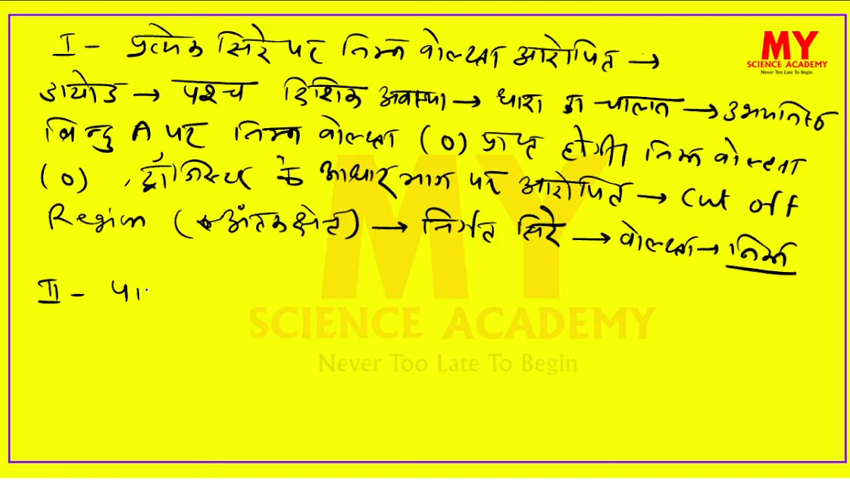 I - प्रत्येक सिरे पर निम्न वोल्टता आरोपित →
MY
SCIENCE ACADEMY
Never Too Late To Begin
डायोड → पश्च दिशिक अवस्था → धारा का चालन → उभयनिष्ठ
बिन्दु A पर निम्न वोल्टता (0) प्राप्त होगी निम्न वोल्टता
(0) ट्राँजिस्टर के आधार भाग पर आरोपित → Cut off
Region (अंतकक्षेत्र) → निर्गत सिरे → वोल्टता → निम्न
II - प
MY
SCIENCE ACADEMY
Never Too Late To Begin